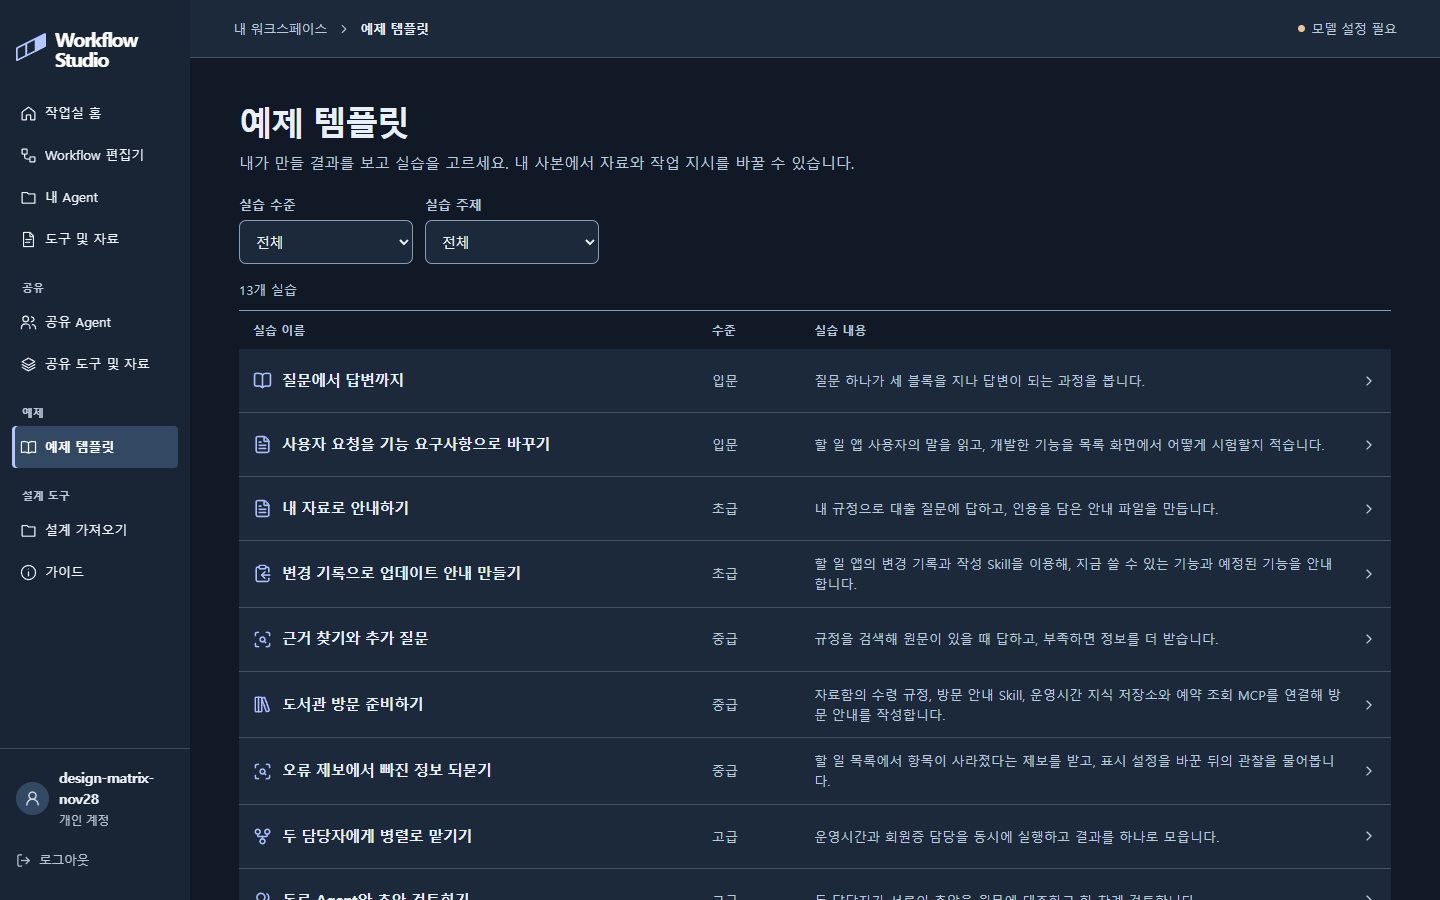 Workflow
Studio
작업실 홈
Workflow 편집기
내 Agent
도구 및 자료
공유
공유 Agent
공유 도구 및 자료
예제
예제 템플릿
설계 도구
설계 가져오기
가이드
design-matrix-
nov28
개인 계정
로그아웃
내 워크스페이스 > 예제 템플릿
모델 설정 필요
예제 템플릿
내가 만들 결과를 보고 실습을 고르세요. 내 사본에서 자료와 작업 지시를 바꿀 수 있습니다.
실습 수준 실습 주제
전체 전체
13개 실습
실습 이름 수준 실습 내용
질문에서 답변까지 입문 질문 하나가 세 블록을 지나 답변이 되는 과정을 봅니다.
사용자 요청을 기능 요구사항으로 바꾸기 입문 할 일 앱 사용자의 말을 읽고, 개발한 기능을 목록 화면에서 어떻게 시험할지 적습니다.
내 자료로 안내하기 초급 내 규정으로 대출 질문에 답하고, 인용을 담은 안내 파일을 만듭니다.
변경 기록으로 업데이트 안내 만들기 초급 할 일 앱의 변경 기록과 작성 Skill을 이용해, 지금 쓸 수 있는 기능과 예정된 기능을 안내
합니다.
근거 찾기와 추가 질문 중급 규정을 검색해 원문이 있을 때 답하고, 부족하면 정보를 더 받습니다.
도서관 방문 준비하기 중급 자료함의 수령 규정, 방문 안내 Skill, 운영시간 지식 저장소와 예약 조회 MCP를 연결해 방
문 안내를 작성합니다.
오류 제보에서 빠진 정보 되묻기 중급 할 일 목록에서 항목이 사라졌다는 제보를 받고, 표시 설정을 바꾼 뒤의 관찰을 물어봅니
다.
두 담당자에게 병렬로 맡기기 고급 운영시간과 회원증 담당을 동시에 실행하고 결과를 하나로 모읍니다.